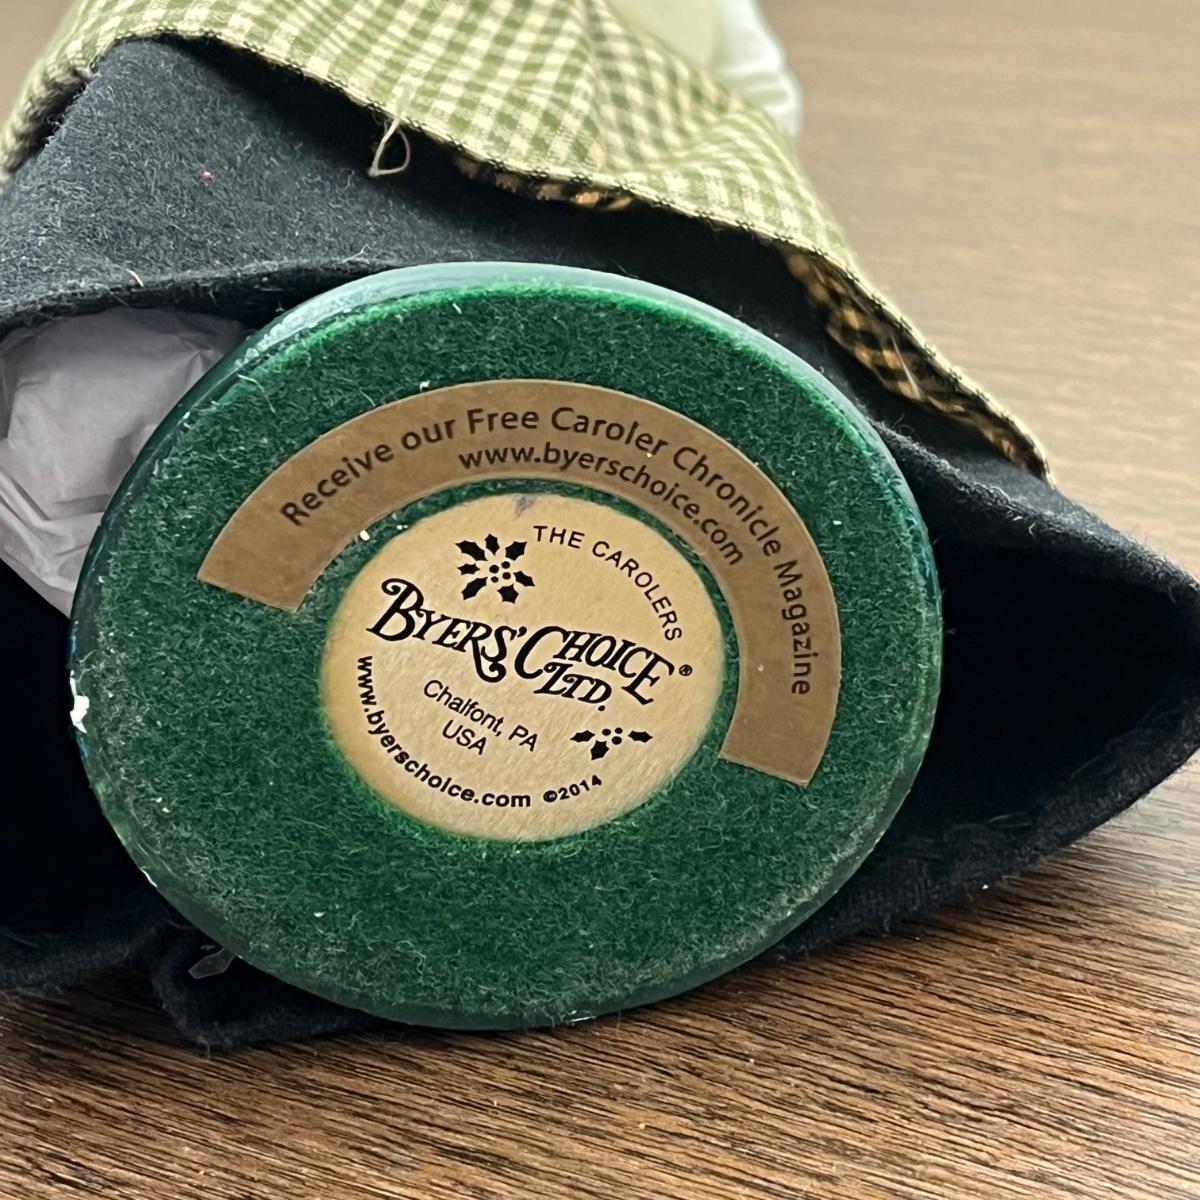 Receive our Free Caroler Chronicle Magazine
www.byerschoice.com
THE CAROLERS
BYERS' CHOICE®
LTD.
Chalfont, PA
USA
www.byerschoice.com ©2014